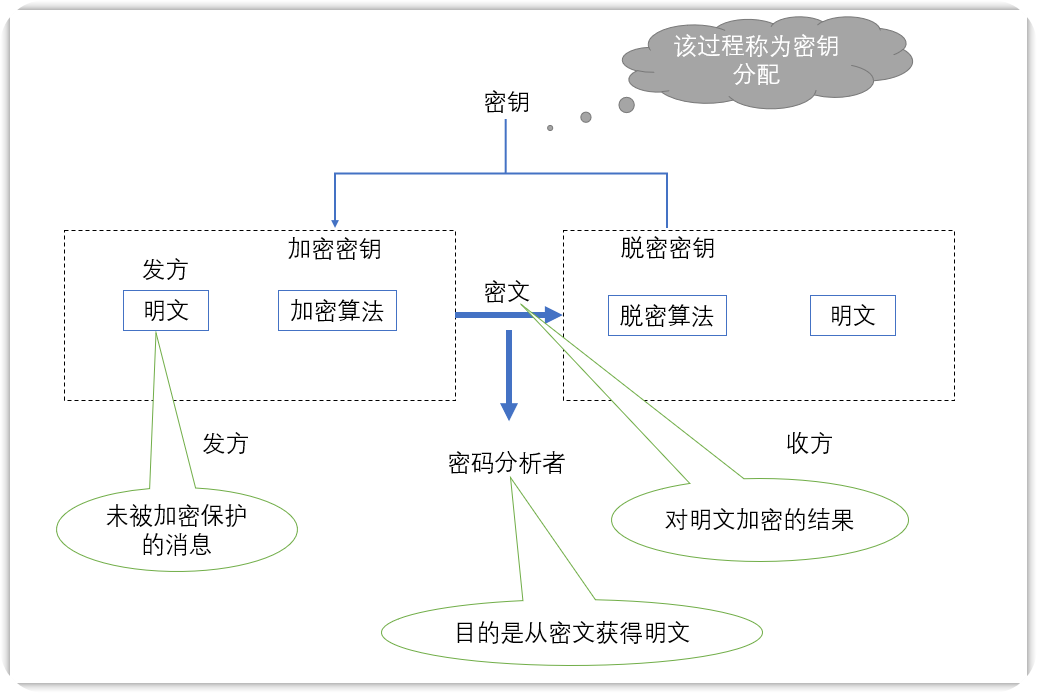 该过程称为密钥
分配
密钥
加密密钥
脱密密钥
发方
密文
明文
加密算法
脱密算法
明文
发方
收方
密码分析者
未被加密保护
的消息
对明文加密的结果
目的是从密文获得明文